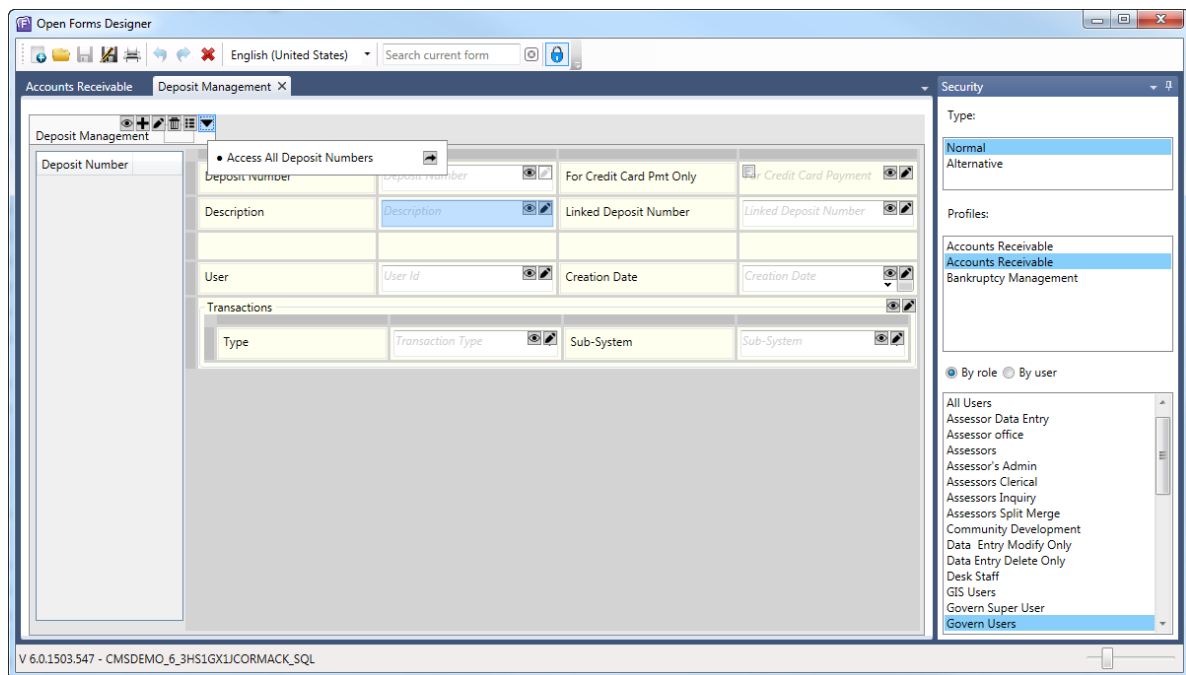 Open Forms Designer
English (United States)
Search current form
Accounts Receivable
Deposit Management
Deposit Management
Deposit Number
Access All Deposit Numbers
Deposit Number
Deposit Number
For Credit Card Pmt Only
For Credit Card Payment
Description
Description
Linked Deposit Number
Linked Deposit Number
User
User Id
Creation Date
Creation Date
Transactions
Type
Transaction Type
Sub-System
Sub-System
Security
Type:
Normal
Alternative
Profiles:
Accounts Receivable
Accounts Receivable
Bankruptcy Management
By role
By user
All Users
Assessor Data Entry
Assessor office
Assessors
Assessor's Admin
Assessors Clerical
Assessors Inquiry
Assessors Split Merge
Community Development
Data Entry Modify Only
Data Entry Delete Only
Desk Staff
GIS Users
Govern Super User
Govern Users
V 6.0.1503.547 - CMSDEMO_6_3HS1GX1JCORMACK_SQL